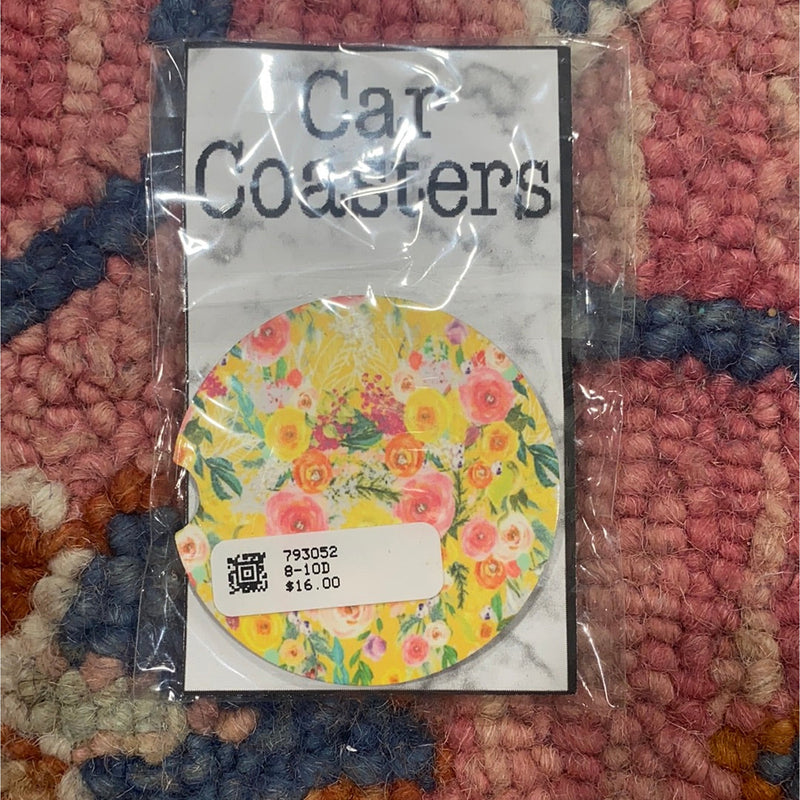 Car
Coasters
793052
8-10D
$16.00